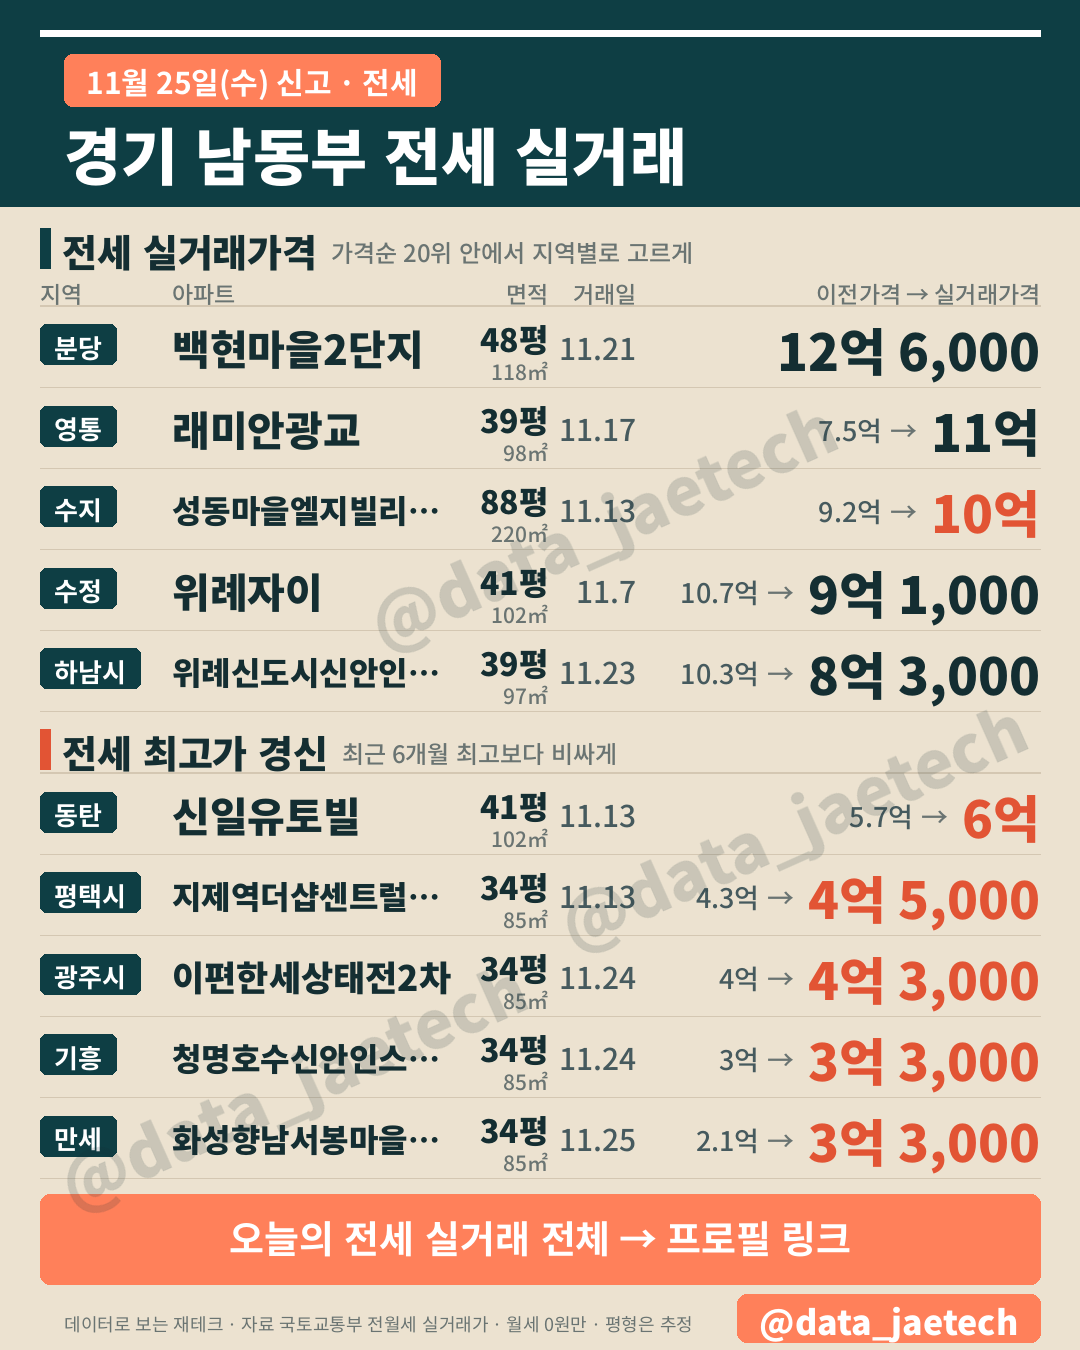 11월 25일(수) 신고 · 전세
경기 남동부 전세 실거래
전세 실거래가격 가격순 20위 안에서 지역별로 고르게
지역 아파트 면적 거래일 이전가격 → 실거래가격
분당 백현마을2단지 48평 118㎡ 11.21 12억 6,000
영통 래미안광교 39평 98㎡ 11.17 7.5억 → 11억
수지 성동마을엘지빌리··· 88평 220㎡ 11.13 9.2억 → 10억
수정 위례자이 41평 102㎡ 11.7 10.7억 → 9억 1,000
하남시 위례신도시신안인··· 39평 97㎡ 11.23 10.3억 → 8억 3,000
전세 최고가 경신 최근 6개월 최고보다 비싸게
동탄 신일유토빌 41평 102㎡ 11.13 5.7억 → 6억
평택시 지제역더샵센트럴··· 34평 85㎡ 11.13 4.3억 → 4억 5,000
광주시 이편한세상태전2차 34평 85㎡ 11.24 4억 → 4억 3,000
기흥 청명호수신안인스··· 34평 85㎡ 11.24 3억 → 3억 3,000
만세 화성향남서봉마을··· 34평 85㎡ 11.25 2.1억 → 3억 3,000
@data_jaetech
@data_jaetech
@data_jaetech
오늘의 전세 실거래 전체 → 프로필 링크
데이터로 보는 재테크 · 자료 국토교통부 전월세 실거래가 · 월세 0원만 · 평형은 추정
@data_jaetech